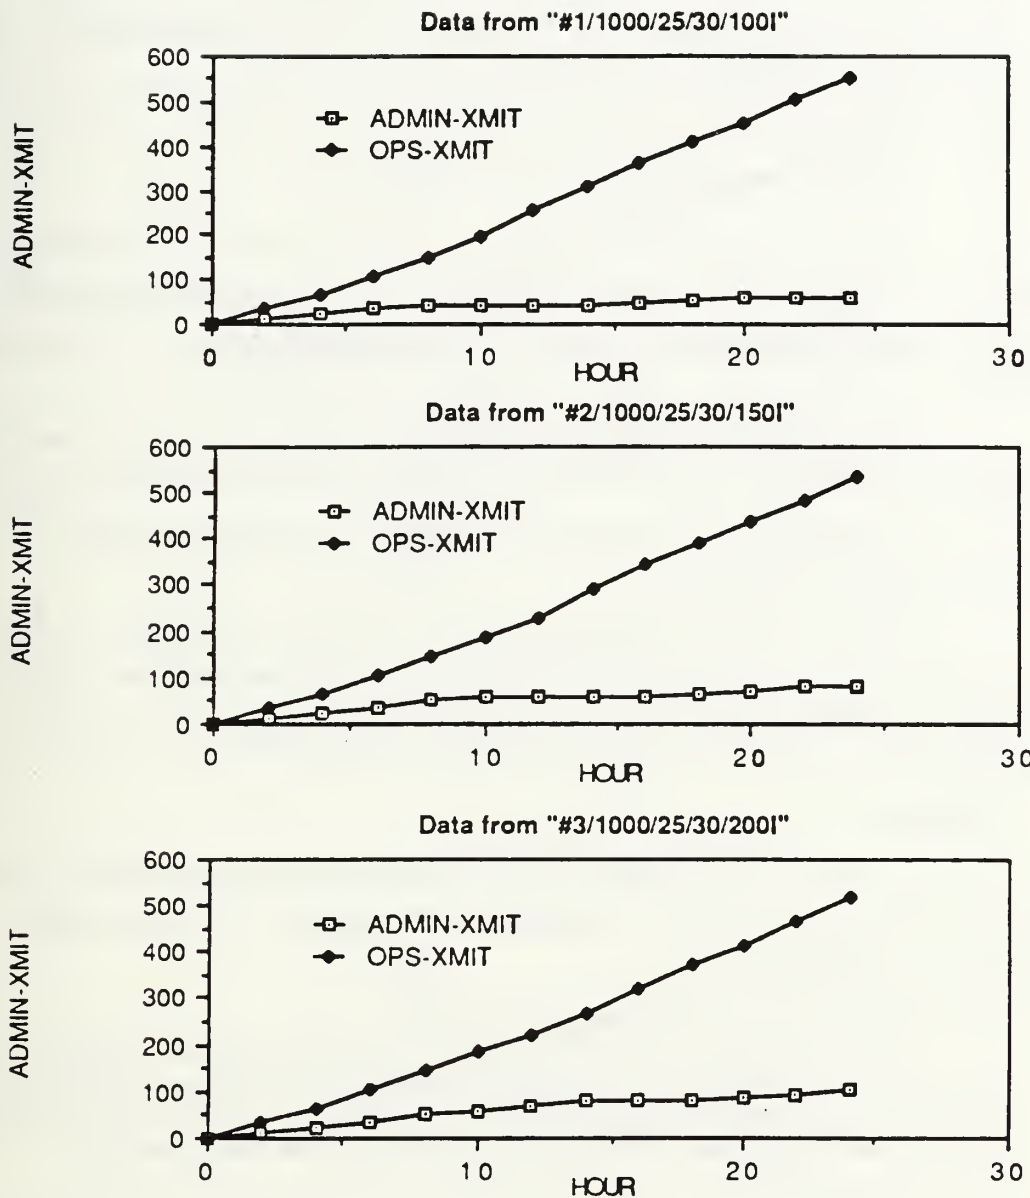 Data from "#1/1000/25/30/100I"
600
500
400
300
200
100
0
ADMIN-XMIT
ADMIN-XMIT
OPS-XMIT
0 10 20 30
HOUR
Data from "#2/1000/25/30/150I"
600
500
400
300
200
100
0
ADMIN-XMIT
ADMIN-XMIT
OPS-XMIT
0 10 20 30
HOUR
Data from "#3/1000/25/30/200I"
600
500
400
300
200
100
0
ADMIN-XMIT
ADMIN-XMIT
OPS-XMIT
0 10 20 30
HOUR